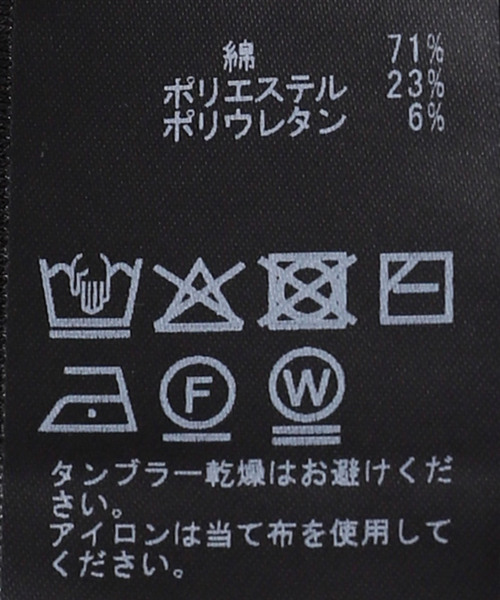 綿 71%
ポリエステル 23%
ポリウレタン 6%
F W
タンブラー乾燥はお避けくだ
さい。
アイロンは当て布を使用して
ください。